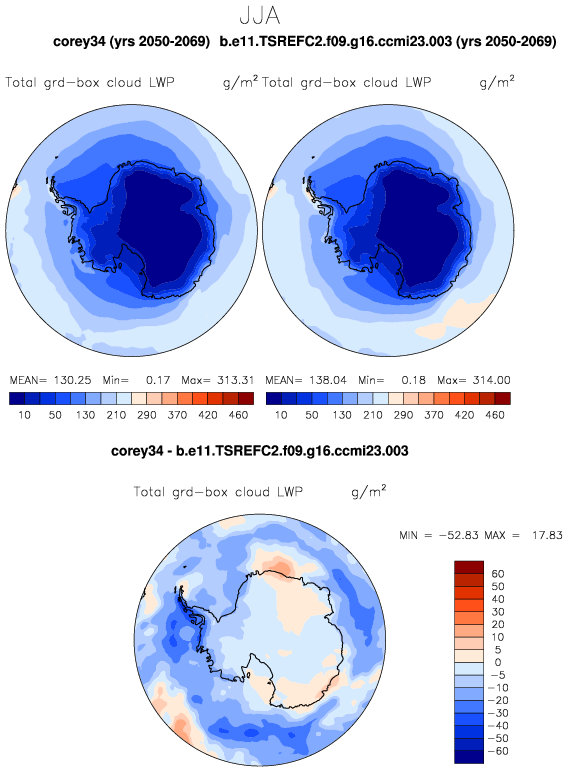 JJA
corey34 (yrs 2050-2069) b.e11.TSREFC2.f09.g16.ccmi23.003 (yrs 2050-2069)
Total grd-box cloud LWP g/m² Total grd-box cloud LWP g/m²
MEAN= 130.25 Min= 0.17 Max= 313.31 MEAN= 138.04 Min= 0.18 Max= 314.00
10 50 130 210 290 370 420 460 10 50 130 210 290 370 420 460
corey34 - b.e11.TSREFC2.f09.g16.ccmi23.003
Total grd-box cloud LWP g/m²
MIN = -52.83 MAX = 17.83
60
50
40
30
20
10
5
0
-5
-10
-20
-30
-40
-50
-60